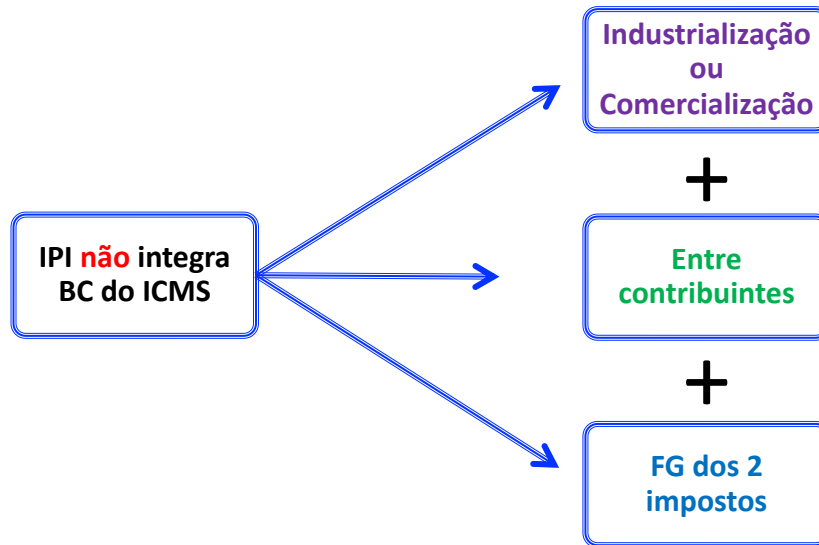 Industrialização
ou
Comercialização
+
IPI não integra
BC do ICMS
Entre
contribuintes
+
FG dos 2
impostos